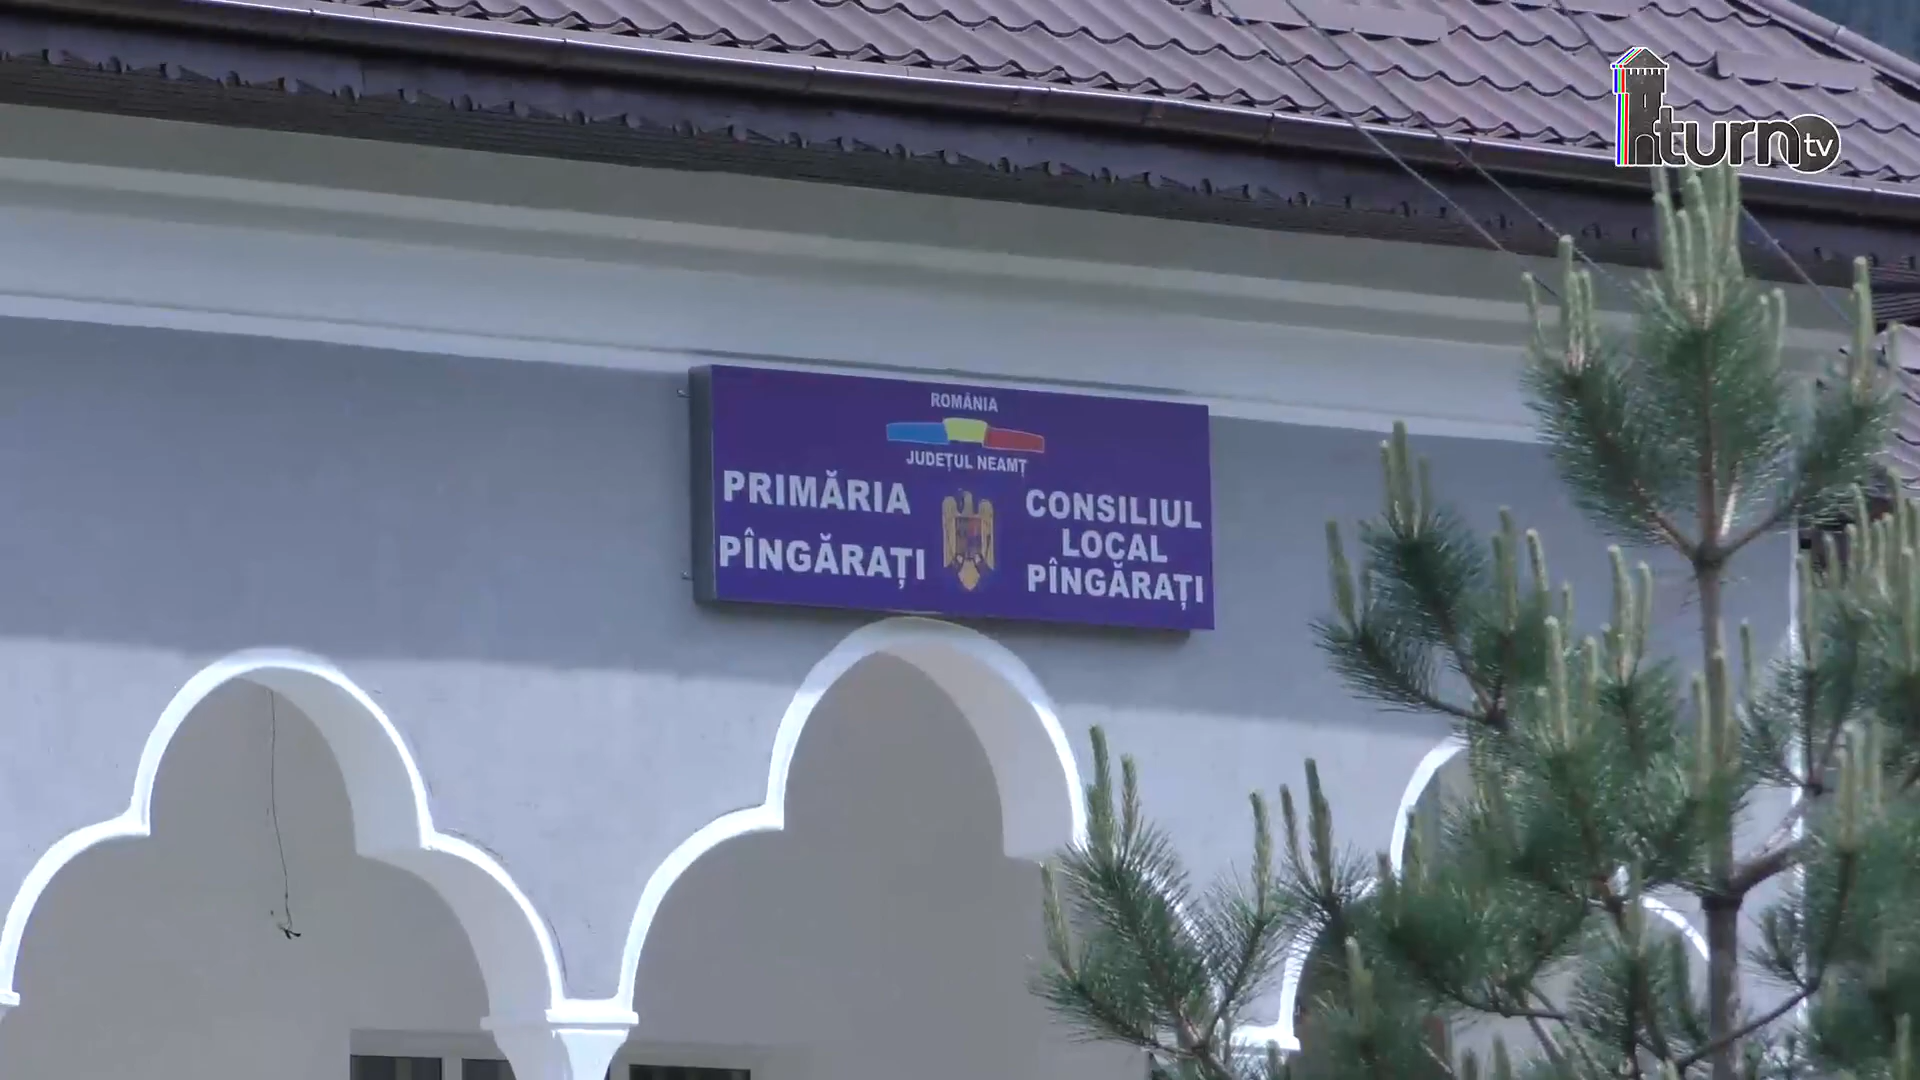 turn tv
ROMÂNIA
JUDEȚUL NEAMȚ
PRIMĂRIA
PÎNGĂRAȚI
CONSILIUL
LOCAL
PÎNGĂRAȚI